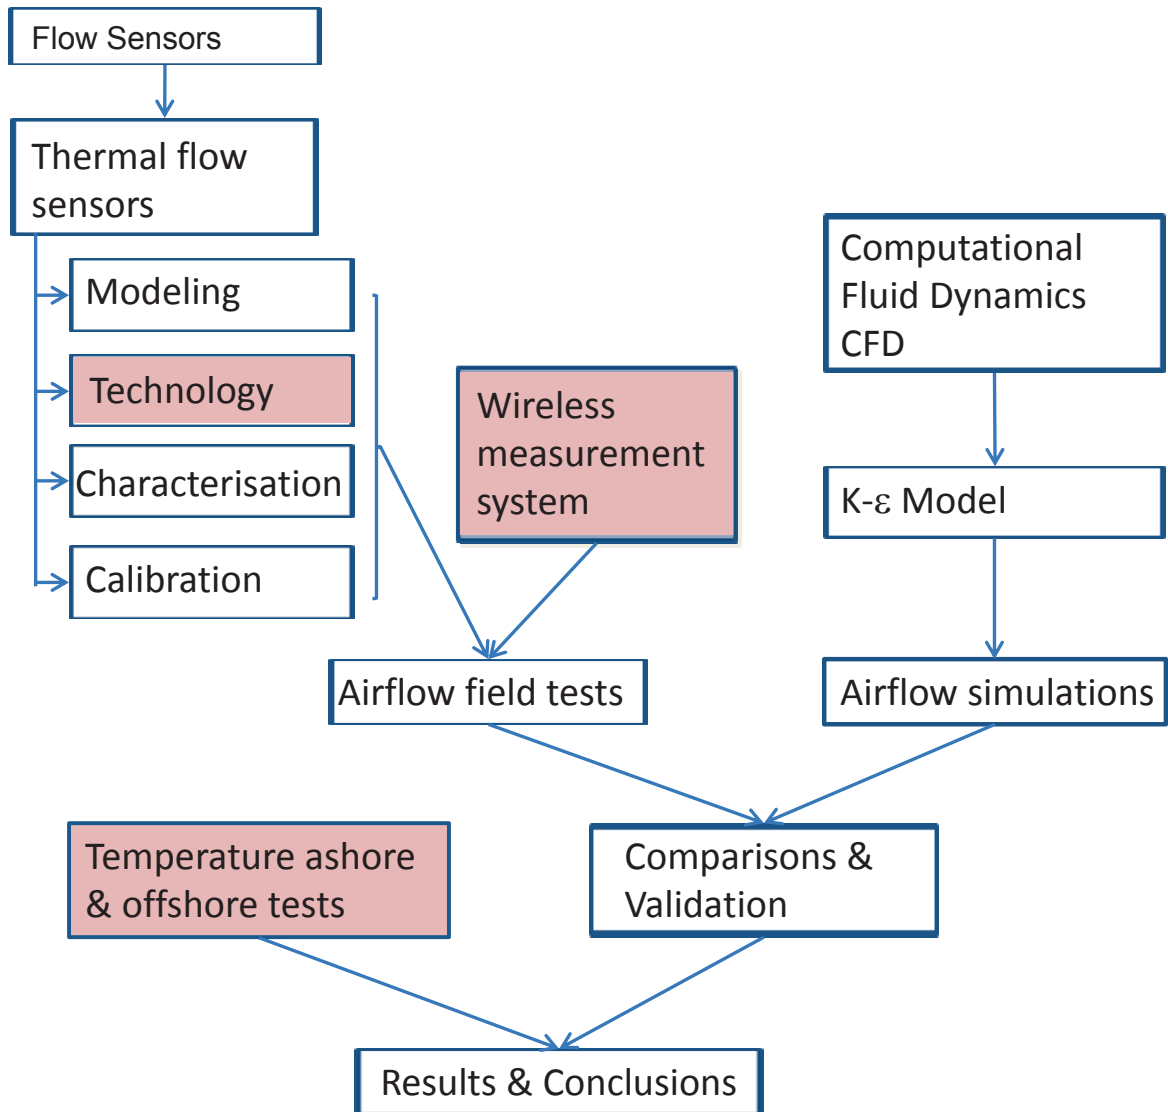 Flow Sensors
Thermal flow
sensors
Modeling
Technology
Characterisation
Calibration
Wireless
measurement
system
Computational
Fluid Dynamics
CFD
K-ε Model
Airflow field tests
Airflow simulations
Temperature ashore
& offshore tests
Comparisons &
Validation
Results & Conclusions